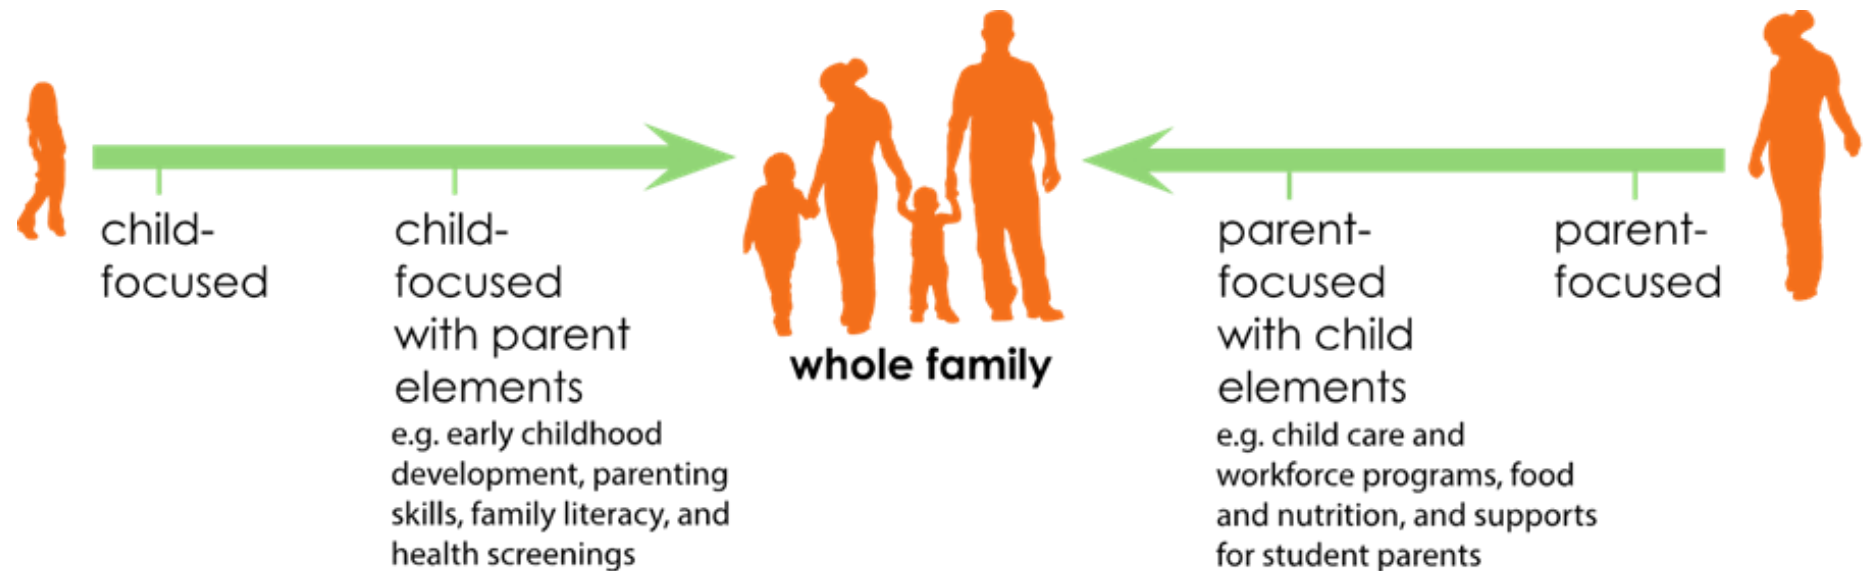 child-
focused
child-
focused
with parent
elements
e.g. early childhood
development, parenting
skills, family literacy, and
health screenings
whole family
parent-
focused
with child
elements
e.g. child care and
workforce programs, food
and nutrition, and supports
for student parents
parent-
focused